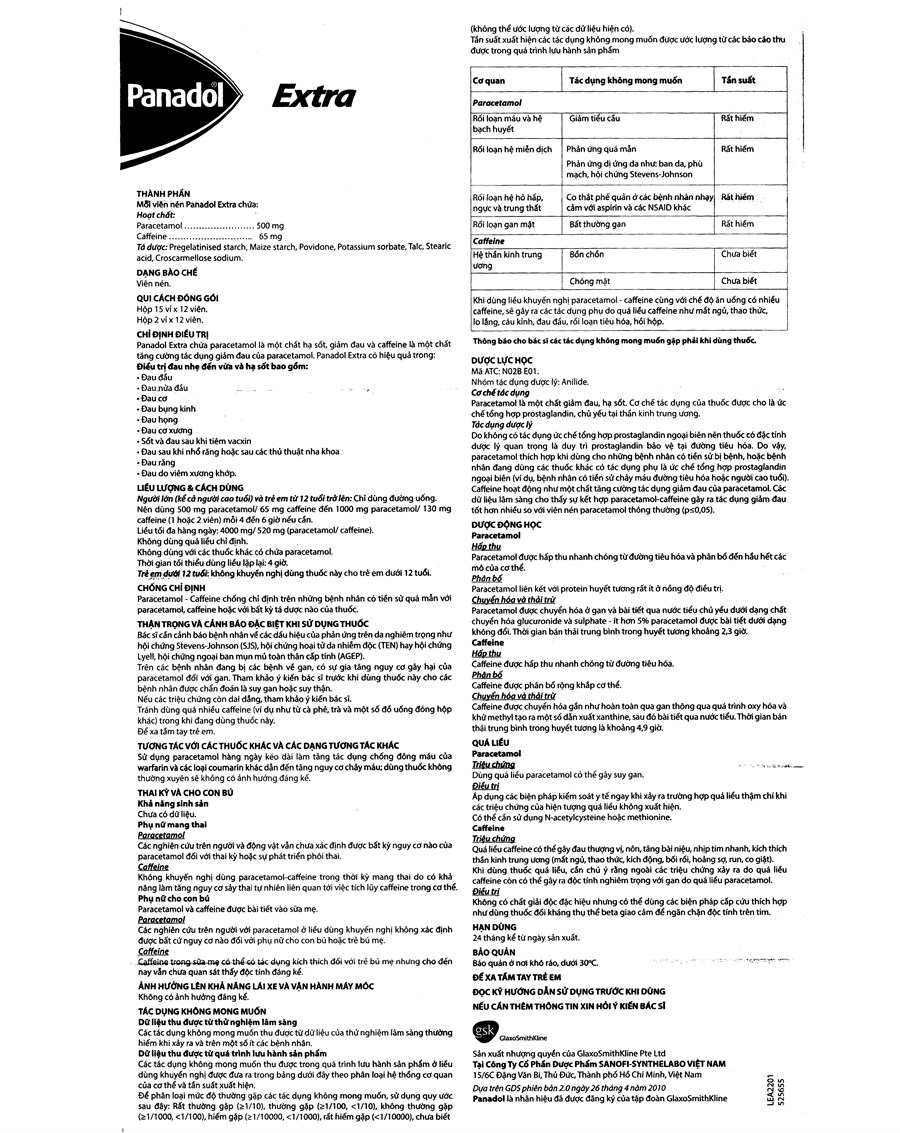 Panadol Extra
THÀNH PHẦN
Mỗi viên nén Panadol Extra chứa:
Hoạt chất:
Paracetamol ........................ 500 mg
Caffeine ............................ 65 mg
Tá dược: Pregelatinised starch, Maize starch, Povidone, Potassium sorbate, Talc, Stearic
acid, Croscarmellose sodium.
DẠNG BÀO CHẾ
Viên nén.
QUI CÁCH ĐÓNG GÓI
Hộp 15 vỉ x 12 viên.
Hộp 2 vỉ x 12 viên.
CHỈ ĐỊNH ĐIỀU TRỊ
Panadol Extra chứa paracetamol là một chất hạ sốt, giảm đau và caffeine là một chất
tăng cường tác dụng giảm đau của paracetamol. Panadol Extra có hiệu quả trong:
Điều trị đau nhẹ đến vừa và hạ sốt bao gồm:
• Đau đầu
• Đau nửa đầu
• Đau cơ
• Đau bụng kinh
• Đau họng
• Đau cơ xương
• Sốt và đau sau khi tiêm vacxin
• Đau sau khi nhổ răng hoặc sau các thủ thuật nha khoa
• Đau răng
• Đau do viêm xương khớp.
LIỀU LƯỢNG & CÁCH DÙNG
Người lớn (kể cả người cao tuổi) và trẻ em từ 12 tuổi trở lên: Chỉ dùng đường uống.
Nên dùng 500 mg paracetamol/ 65 mg caffeine đến 1000 mg paracetamol/ 130 mg
caffeine (1 hoặc 2 viên) mỗi 4 đến 6 giờ nếu cần.
Liều tối đa hàng ngày: 4000 mg/ 520 mg (paracetamol/ caffeine).
Không dùng quá liều chỉ định.
Không dùng với các thuốc khác có chứa paracetamol.
Thời gian tối thiểu dùng liều lặp lại: 4 giờ.
Trẻ em dưới 12 tuổi: không khuyến nghị dùng thuốc này cho trẻ em dưới 12 tuổi.
CHỐNG CHỈ ĐỊNH
Paracetamol - Caffeine chống chỉ định trên những bệnh nhân có tiền sử quá mẫn với
paracetamol, caffeine hoặc với bất kỳ tá dược nào của thuốc.
THẬN TRỌNG VÀ CẢNH BÁO ĐẶC BIỆT KHI SỬ DỤNG THUỐC
Bác sĩ cần cảnh báo bệnh nhân về các dấu hiệu của phản ứng trên da nghiêm trọng như
hội chứng Stevens-Johnson (SJS), hội chứng hoại tử da nhiễm độc (TEN) hay hội chứng
Lyell, hội chứng ngoại ban mụn mủ toàn thân cấp tính (AGEP).
Trên các bệnh nhân đang bị các bệnh về gan, có sự gia tăng nguy cơ gây hại của
paracetamol đối với gan. Tham khảo ý kiến bác sĩ trước khi dùng thuốc này cho các
bệnh nhân được chẩn đoán là suy gan hoặc suy thận.
Nếu các triệu chứng còn dai dẳng, tham khảo ý kiến bác sĩ.
Tránh dùng quá nhiều caffeine (ví dụ như từ cà phê, trà và một số đồ uống đóng hộp
khác) trong khi đang dùng thuốc này.
Để xa tầm tay trẻ em.
TƯƠNG TÁC VỚI CÁC THUỐC KHÁC VÀ CÁC DẠNG TƯƠNG TÁC KHÁC
Sử dụng paracetamol hàng ngày kéo dài làm tăng tác dụng chống đông máu của
warfarin và các loại coumarin khác dẫn đến tăng nguy cơ chảy máu; dùng thuốc không
thường xuyên sẽ không có ảnh hưởng đáng kể.
THAI KỲ VÀ CHO CON BÚ
Khả năng sinh sản
Chưa có dữ liệu.
Phụ nữ mang thai
Paracetamol
Các nghiên cứu trên người và động vật vẫn chưa xác định được bất kỳ nguy cơ nào của
paracetamol đối với thai kỳ hoặc sự phát triển phôi thai.
Caffeine
Không khuyến nghị dùng paracetamol-caffeine trong thời kỳ mang thai do có khả
năng làm tăng nguy cơ sảy thai tự nhiên liên quan tới việc tích lũy caffeine trong cơ thể.
Phụ nữ cho con bú
Paracetamol và caffeine được bài tiết vào sữa mẹ.
Paracetamol
Các nghiên cứu trên người với paracetamol ở liều dùng khuyến nghị không xác định
được bất cứ nguy cơ nào đối với phụ nữ cho con bú hoặc trẻ bú mẹ.
Caffeine
Caffeine trong sữa mẹ có thể có tác dụng kích thích đối với trẻ bú mẹ nhưng cho đến
nay vẫn chưa quan sát thấy độc tính đáng kể.
ẢNH HƯỞNG LÊN KHẢ NĂNG LÁI XE VÀ VẬN HÀNH MÁY MÓC
Không có ảnh hưởng đáng kể.
TÁC DỤNG KHÔNG MONG MUỐN
Dữ liệu thu được từ thử nghiệm lâm sàng
Các tác dụng không mong muốn thu được từ dữ liệu của thử nghiệm lâm sàng thường
hiếm khi xảy ra và trên một số ít các bệnh nhân.
Dữ liệu thu được từ quá trình lưu hành sản phẩm
Các tác dụng không mong muốn thu được trong quá trình lưu hành sản phẩm ở liều
dùng khuyến nghị được đưa ra trong bảng dưới đây theo phân loại hệ thống cơ quan
của cơ thể và tần suất xuất hiện.
Để phân loại mức độ thường gặp các tác dụng không mong muốn, sử dụng quy ước
sau đây: Rất thường gặp (≥1/10), thường gặp (≥1/100, <1/10), không thường gặp
(≥1/1000, <1/100), hiếm gặp (≥1/10000, <1/1000), rất hiếm gặp (<1/10000), chưa biết
(không thể ước lượng từ các dữ liệu hiện có).
Tần suất xuất hiện các tác dụng không mong muốn được ước lượng từ các báo cáo thu
được trong quá trình lưu hành sản phẩm
Cơ quan Tác dụng không mong muốn Tần suất
Paracetamol
Rối loạn máu và hệ Giảm tiểu cầu Rất hiếm
bạch huyết
Rối loạn hệ miễn dịch Phản ứng quá mẫn Rất hiếm
Phản ứng dị ứng da như: ban da, phù
mạch, hội chứng Stevens-Johnson
Rối loạn hệ hô hấp, Co thắt phế quản ở các bệnh nhân nhạy Rất hiếm
ngực và trung thất cảm với aspirin và các NSAID khác
Rối loạn gan mật Bất thường gan Rất hiếm
Caffeine
Hệ thần kinh trung Bồn chồn Chưa biết
ương
Chóng mặt Chưa biết
Khi dùng liều khuyến nghị paracetamol - caffeine cùng với chế độ ăn uống có nhiều
caffeine, sẽ gây ra các tác dụng phụ do quá liều caffeine như mất ngủ, thao thức,
lo lắng, cáu kỉnh, đau đầu, rối loạn tiêu hóa, hồi hộp.
Thông báo cho bác sĩ các tác dụng không mong muốn gặp phải khi dùng thuốc.
DƯỢC LỰC HỌC
Mã ATC: N02B E01.
Nhóm tác dụng dược lý: Anilide.
Cơ chế tác dụng
Paracetamol là một chất giảm đau, hạ sốt. Cơ chế tác dụng của thuốc được cho là ức
chế tổng hợp prostaglandin, chủ yếu tại thần kinh trung ương.
Tác dụng dược lý
Do không có tác dụng ức chế tổng hợp prostaglandin ngoại biên nên thuốc có đặc tính
dược lý quan trọng là duy trì prostaglandin bảo vệ tại đường tiêu hóa. Do vậy,
paracetamol thích hợp khi dùng cho những bệnh nhân có tiền sử bị bệnh, hoặc bệnh
nhân đang dùng các thuốc khác có tác dụng phụ là ức chế tổng hợp prostaglandin
ngoại biên (ví dụ, bệnh nhân có tiền sử chảy máu đường tiêu hóa hoặc người cao tuổi).
Caffeine hoạt động như một chất tăng cường tác dụng giảm đau của paracetamol. Các
dữ liệu lâm sàng cho thấy sự kết hợp paracetamol-caffeine gây ra tác dụng giảm đau
tốt hơn nhiều so với viên nén paracetamol thông thường (p≤0,05).
DƯỢC ĐỘNG HỌC
Paracetamol
Hấp thu
Paracetamol được hấp thu nhanh chóng từ đường tiêu hóa và phân bố đến hầu hết các
mô của cơ thể.
Phân bố
Paracetamol liên kết với protein huyết tương rất ít ở nồng độ điều trị.
Chuyển hóa và thải trừ
Paracetamol được chuyển hóa ở gan và bài tiết qua nước tiểu chủ yếu dưới dạng chất
chuyển hóa glucuronide và sulphate - ít hơn 5% paracetamol được bài tiết dưới dạng
không đổi. Thời gian bán thải trung bình trong huyết tương khoảng 2,3 giờ.
Caffeine
Hấp thu
Caffeine được hấp thu nhanh chóng từ đường tiêu hóa.
Phân bố
Caffeine được phân bố rộng khắp cơ thể.
Chuyển hóa và thải trừ
Caffeine được chuyển hóa gần như hoàn toàn qua gan thông qua quá trình oxy hóa và
khử methyl tạo ra một số dẫn xuất xanthine, sau đó bài tiết qua nước tiểu. Thời gian bán
thải trung bình trong huyết tương là khoảng 4,9 giờ.
QUÁ LIỀU
Paracetamol
Triệu chứng
Dùng quá liều paracetamol có thể gây suy gan.
Điều trị
Áp dụng các biện pháp kiểm soát y tế ngay khi xảy ra trường hợp quá liều thậm chí khi
các triệu chứng của hiện tượng quá liều không xuất hiện.
Có thể cần sử dụng N-acetylcysteine hoặc methionine.
Caffeine
Triệu chứng
Quá liều caffeine có thể gây đau thượng vị, nôn, tăng bài niệu, nhịp tim nhanh, kích thích
thần kinh trung ương (mất ngủ, thao thức, kích động, bối rối, hoảng sợ, run, co giật).
Khi dùng thuốc quá liều, cần chú ý rằng ngoài các triệu chứng xảy ra do quá liều
caffeine còn có thể gây ra độc tính nghiêm trọng với gan do quá liều paracetamol.
Điều trị
Không có chất giải độc đặc hiệu nhưng có thể dùng các biện pháp cấp cứu thích hợp
như dùng thuốc đối kháng thụ thể beta giao cảm để ngăn chặn độc tính trên tim.
HẠN DÙNG
24 tháng kể từ ngày sản xuất.
BẢO QUẢN
Bảo quản ở nơi khô ráo, dưới 30ºC.
ĐỂ XA TẦM TAY TRẺ EM
ĐỌC KỸ HƯỚNG DẪN SỬ DỤNG TRƯỚC KHI DÙNG
NẾU CẦN THÊM THÔNG TIN XIN HỎI Ý KIẾN BÁC SĨ
gsk GlaxoSmithKline
Sản xuất nhượng quyền của GlaxoSmithKline Pte Ltd
Tại Công Ty Cổ Phần Dược Phẩm SANOFI-SYNTHELABO VIỆT NAM
15/6C Đặng Văn Bi, Thủ Đức, Thành phố Hồ Chí Minh, Việt Nam
Dựa trên GDS phiên bản 2.0 ngày 26 tháng 4 năm 2010
Panadol là nhãn hiệu đã được đăng ký của tập đoàn GlaxoSmithKline
LEA2201
525655